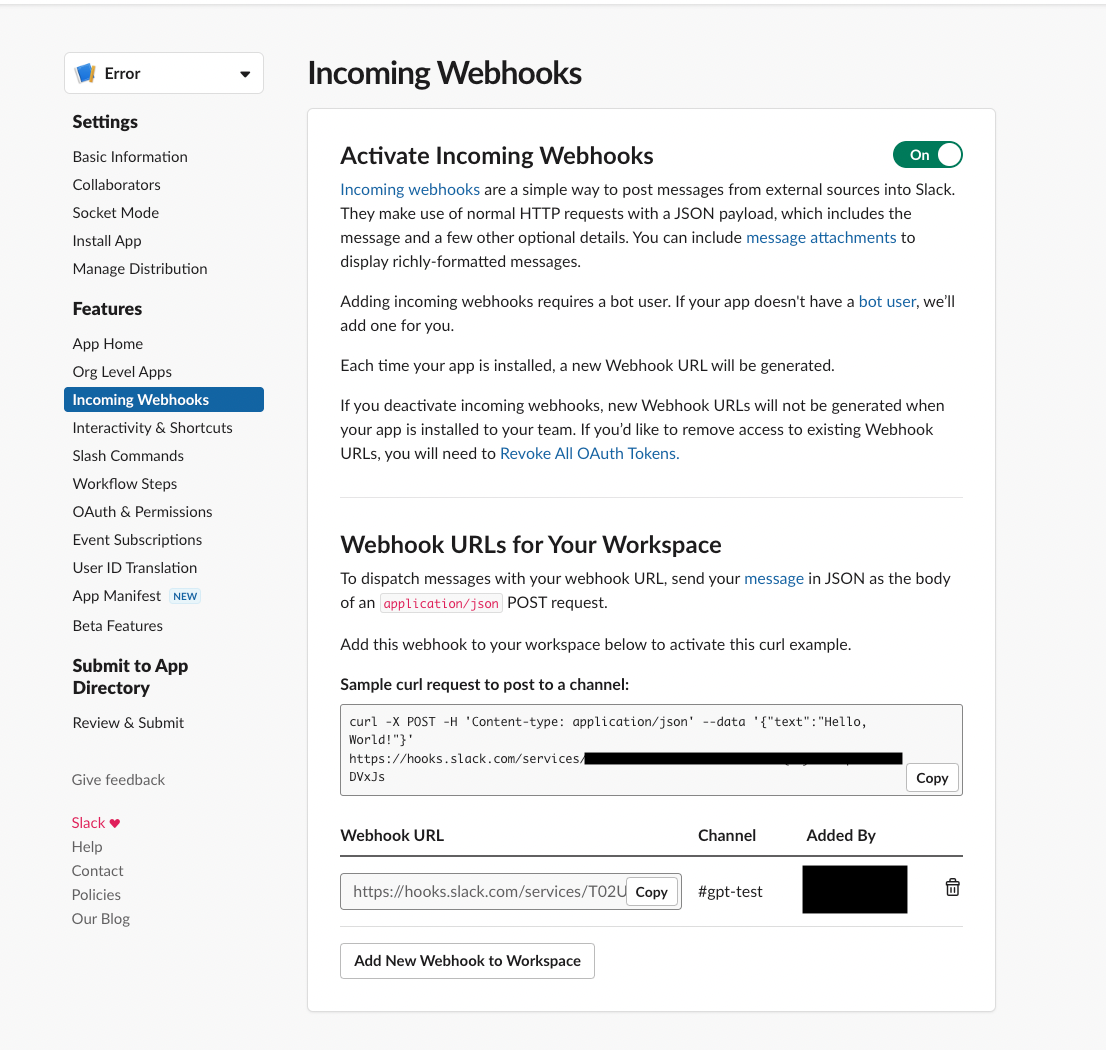 Error
Settings
Basic Information
Collaborators
Socket Mode
Install App
Manage Distribution
Features
App Home
Org Level Apps
Incoming Webhooks
Interactivity & Shortcuts
Slash Commands
Workflow Steps
OAuth & Permissions
Event Subscriptions
User ID Translation
App Manifest NEW
Beta Features
Submit to App
Directory
Review & Submit
Give feedback
Slack ♥
Help
Contact
Policies
Our Blog
Incoming Webhooks
Activate Incoming Webhooks
On
Incoming webhooks are a simple way to post messages from external sources into Slack.
They make use of normal HTTP requests with a JSON payload, which includes the
message and a few other optional details. You can include message attachments to
display richly-formatted messages.
Adding incoming webhooks requires a bot user. If your app doesn't have a bot user, we’ll
add one for you.
Each time your app is installed, a new Webhook URL will be generated.
If you deactivate incoming webhooks, new Webhook URLs will not be generated when
your app is installed to your team. If you’d like to remove access to existing Webhook
URLs, you will need to Revoke All OAuth Tokens.
Webhook URLs for Your Workspace
To dispatch messages with your webhook URL, send your message in JSON as the body
of an application/json POST request.
Add this webhook to your workspace below to activate this curl example.
Sample curl request to post to a channel:
curl -X POST -H 'Content-type: application/json' --data '{"text":"Hello,
World!"}'
https://hooks.slack.com/services/
DVxJs
Copy
Webhook URL Channel Added By
https://hooks.slack.com/services/T02U Copy #gpt-test
Add New Webhook to Workspace